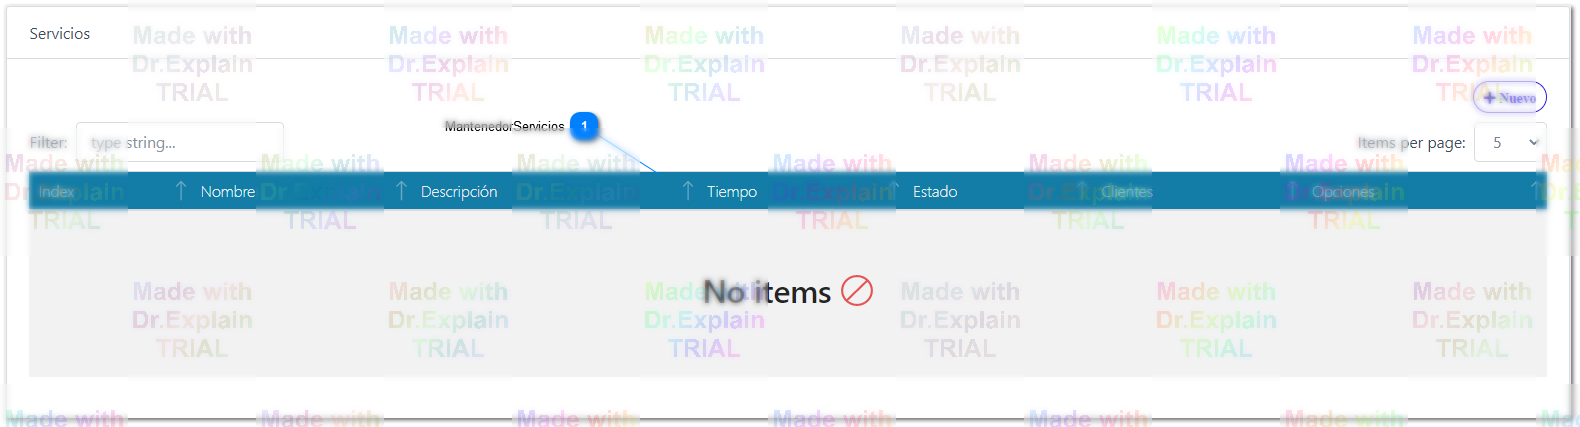 Servicios
+ Nuevo
Filter: type string...
MantenedorServicios 1
Items per page: 5
Index Nombre Descripción Tiempo Estado Clientes Opciones
No items
Made with Dr.Explain TRIAL